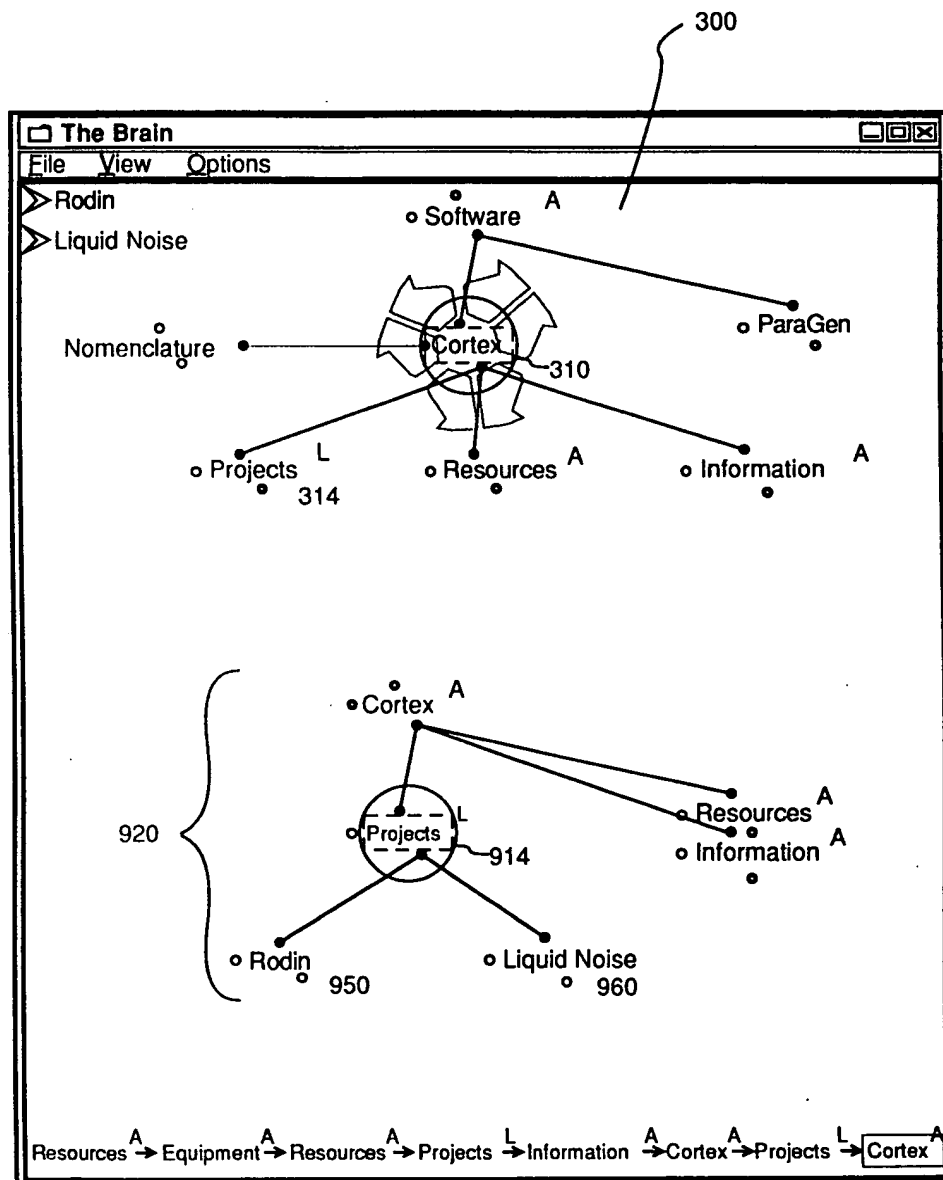 300
The Brain
File View Options
Rodin
Software A
Liquid Noise
ParaGen
Nomenclature
Cortex
310
Projects L
Resources A
Information A
314
Cortex A
Resources A
920
Projects L
914
Information A
Rodin
950
Liquid Noise
960
Resources A → Equipment A → Resources A → Projects L → Information A → Cortex A → Projects L → Cortex A